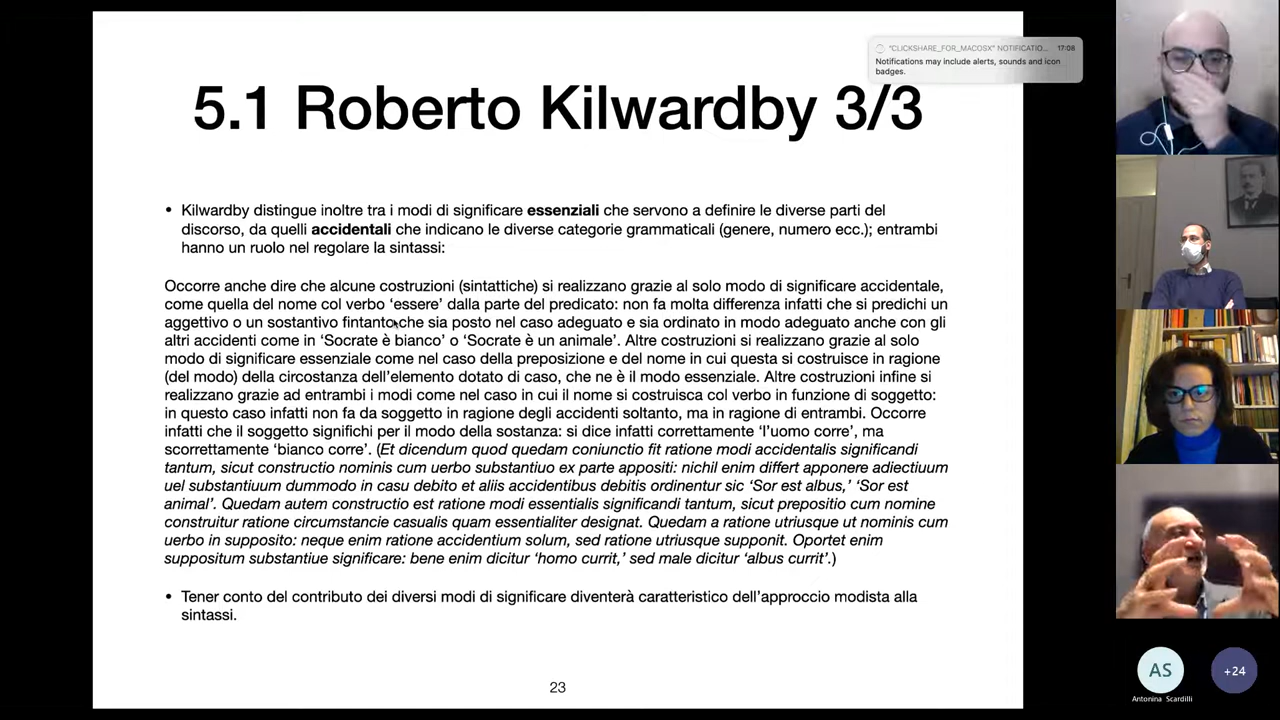 "CLICKSHARE_FOR_MACOSX" NOTIFICATIO... 17:08
Notifications may include alerts, sounds and icon
badges.
5.1 Roberto Kilwardby 3/3
• Kilwardby distingue inoltre tra i modi di significare essenziali che servono a definire le diverse parti del
discorso, da quelli accidentali che indicano le diverse categorie grammaticali (genere, numero ecc.); entrambi
hanno un ruolo nel regolare la sintassi:
Occorre anche dire che alcune costruzioni (sintattiche) si realizzano grazie al solo modo di significare accidentale,
come quella del nome col verbo ‘essere’ dalla parte del predicato: non fa molta differenza infatti che si predichi un
aggettivo o un sostantivo fintanto che sia posto nel caso adeguato e sia ordinato in modo adeguato anche con gli
altri accidenti come in ‘Socrate è bianco’ o ‘Socrate è un animale’. Altre costruzioni si realizzano grazie al solo
modo di significare essenziale come nel caso della preposizione e del nome in cui questa si costruisce in ragione
(del modo) della circostanza dell’elemento dotato di caso, che ne è il modo essenziale. Altre costruzioni infine si
realizzano grazie ad entrambi i modi come nel caso in cui il nome si costruisca col verbo in funzione di soggetto:
in questo caso infatti non fa da soggetto in ragione degli accidenti soltanto, ma in ragione di entrambi. Occorre
infatti che il soggetto significhi per il modo della sostanza: si dice infatti correttamente ‘l’uomo corre’, ma
scorrettamente ‘bianco corre’. (Et dicendum quod quedam coniunctio fit ratione modi accidentalis significandi
tantum, sicut constructio nominis cum uerbo substantiuo ex parte appositi: nichil enim differt apponere adiectiuum
uel substantiuum dummodo in casu debito et aliis accidentibus debitis ordinentur sic ‘Sor est albus,’ ‘Sor est
animal’. Quedam autem constructio est ratione modi essentialis significandi tantum, sicut prepositio cum nomine
construitur ratione circumstancie casualis quam essentialiter designat. Quedam a ratione utriusque ut nominis cum
uerbo in supposito: neque enim ratione accidentium solum, sed ratione utriusque supponit. Oportet enim
suppositum substantiue significare: bene enim dicitur ‘homo currit,’ sed male dicitur ‘albus currit’.)
• Tener conto del contributo dei diversi modi di significare diventerà caratteristico dell’approccio modista alla
sintassi.
23
AS
+24
Antonina Scardilli